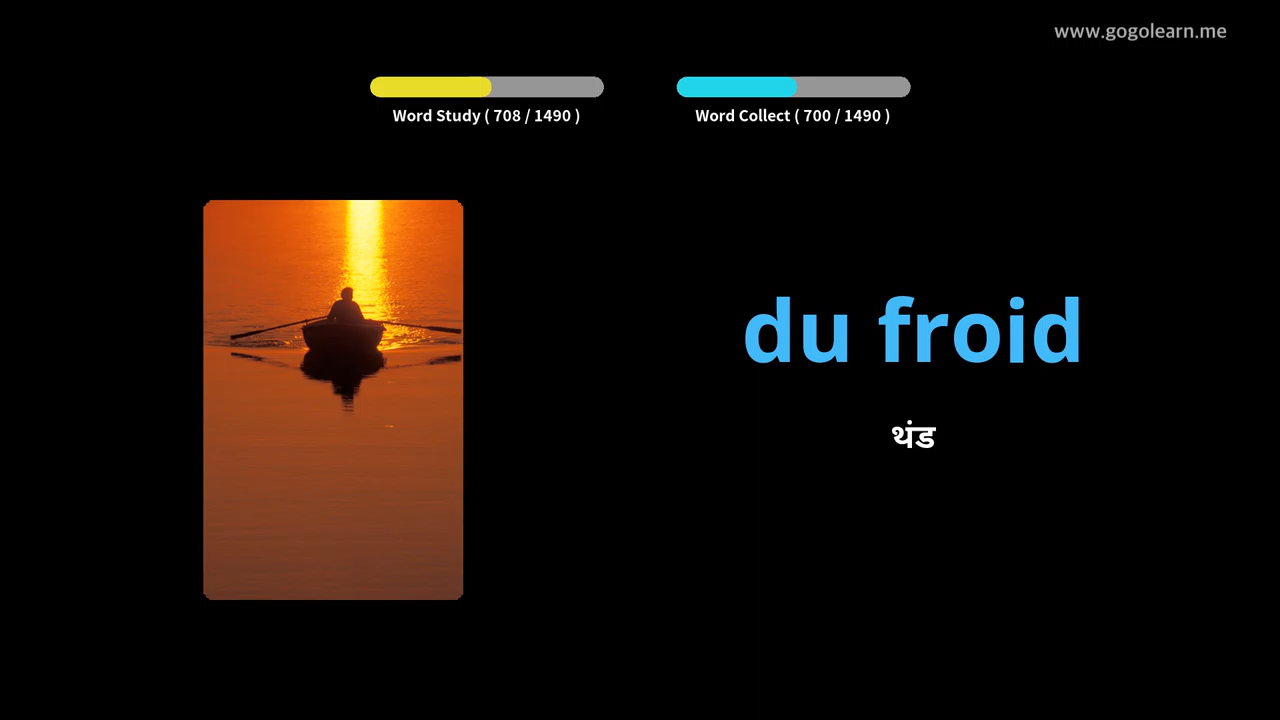 www.gogolearn.me
Word Study ( 708 / 1490 )
Word Collect ( 700 / 1490 )
du froid
थंड